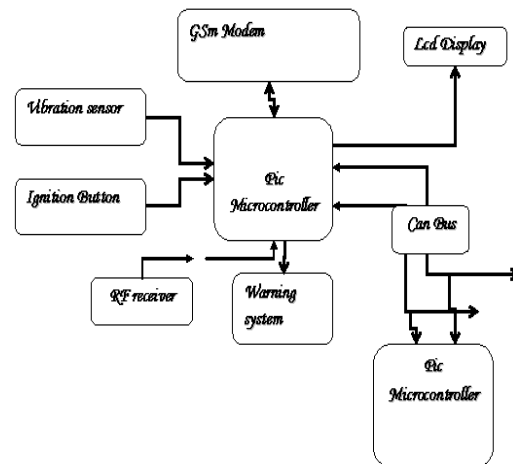 GSm Modem
Lcd Display
Vibration sensor
Pic
Microcontroller
Ignition Button
Can Bus
RF receiver
Warning
system
Pic
Microcontroller